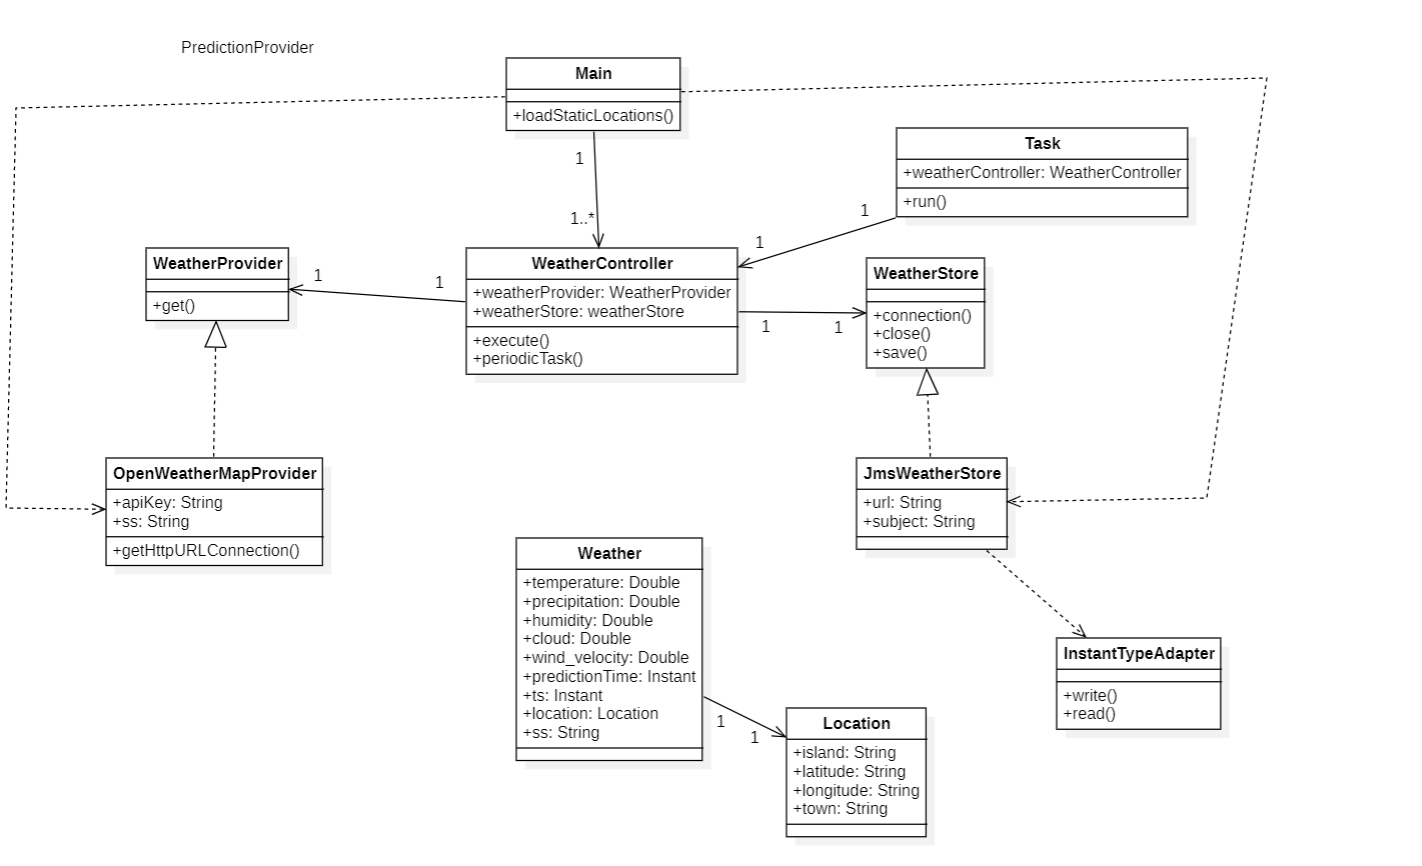 PredictionProvider
Main
+loadStaticLocations()
1
1..*
Task
+weatherController: WeatherController
+run()
1
1
WeatherProvider
+get()
1
1
WeatherController
+weatherProvider: WeatherProvider
+weatherStore: weatherStore
+execute()
+periodicTask()
WeatherStore
+connection()
+close()
+save()
1
1
OpenWeatherMapProvider
+apiKey: String
+ss: String
+getHttpURLConnection()
JmsWeatherStore
+url: String
+subject: String
Weather
+temperature: Double
+precipitation: Double
+humidity: Double
+cloud: Double
+wind_velocity: Double
+predictionTime: Instant
+ts: Instant
+location: Location
+ss: String
1
1
InstantTypeAdapter
+write()
+read()
Location
+island: String
+latitude: String
+longitude: String
+town: String